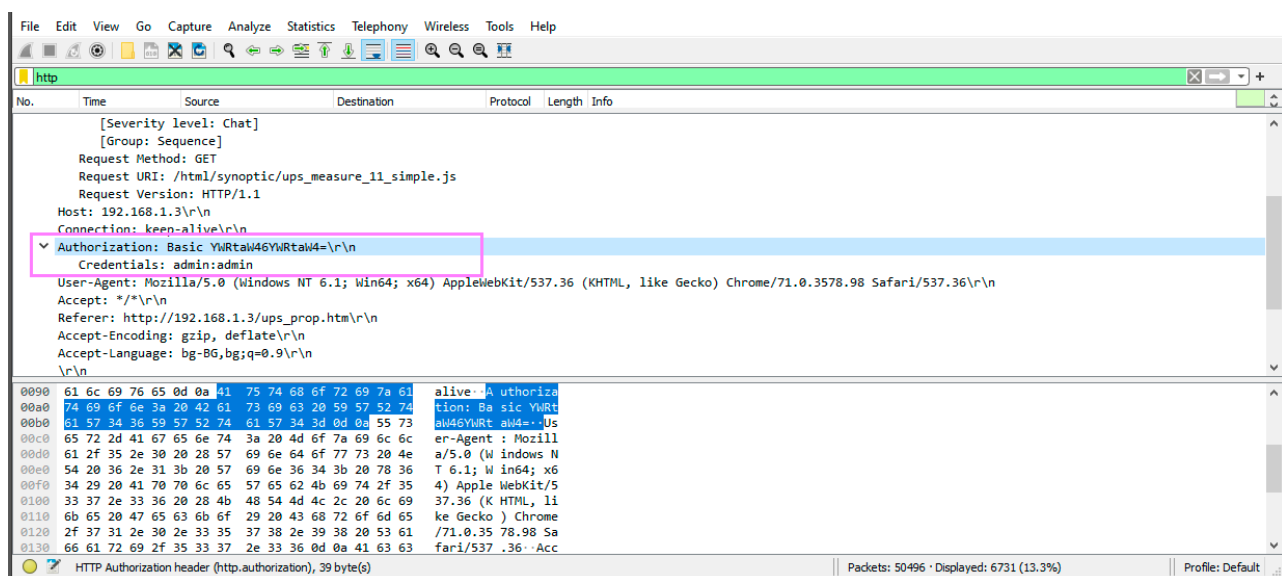 File Edit View Go Capture Analyze Statistics Telephony Wireless Tools Help
http
No. Time Source Destination Protocol Length Info
[Severity level: Chat]
[Group: Sequence]
Request Method: GET
Request URI: /html/synoptic/ups_measure_11_simple.js
Request Version: HTTP/1.1
Host: 192.168.1.3\r\n
Connection: keep-alive\r\n
Authorization: Basic YWRtaW46YWRtaW4=\r\n
Credentials: admin:admin
User-Agent: Mozilla/5.0 (Windows NT 6.1; Win64; x64) AppleWebKit/537.36 (KHTML, like Gecko) Chrome/71.0.3578.98 Safari/537.36\r\n
Accept: */*\r\n
Referer: http://192.168.1.3/ups_prop.htm\r\n
Accept-Encoding: gzip, deflate\r\n
Accept-Language: bg-BG,bg;q=0.9\r\n
\r\n
0090 61 6c 69 76 65 0d 0a 41 75 74 68 6f 72 69 7a 61 alive··A uthoriza
00a0 74 69 6f 6e 3a 20 42 61 73 69 63 20 59 57 52 74 tion: Ba sic YWRt
00b0 61 57 34 36 59 57 52 74 61 57 34 3d 0d 0a 55 73 aW46YWRt aW4=··Us
00c0 65 72 2d 41 67 65 6e 74 3a 20 4d 6f 7a 69 6c 6c er-Agent : Mozill
00d0 61 2f 35 2e 30 20 28 57 69 6e 64 6f 77 73 20 4e a/5.0 (W indows N
00e0 54 20 36 2e 31 3b 20 57 69 6e 36 34 3b 20 78 36 T 6.1; W in64; x6
00f0 34 29 20 41 70 70 6c 65 57 65 62 4b 69 74 2f 35 4) Apple WebKit/5
0100 33 37 2e 33 36 20 28 4b 48 54 4d 4c 2c 20 6c 69 37.36 (K HTML, li
0110 6b 65 20 47 65 63 6b 6f 29 20 43 68 72 6f 6d 65 ke Gecko ) Chrome
0120 2f 37 31 2e 30 2e 33 35 37 38 2e 39 38 20 53 61 /71.0.35 78.98 Sa
0130 66 61 72 69 2f 35 33 37 2e 33 36 0d 0a 41 63 63 fari/537 .36··Acc
HTTP Authorization header (http.authorization), 39 byte(s) Packets: 50496 · Displayed: 6731 (13.3%) Profile: Default